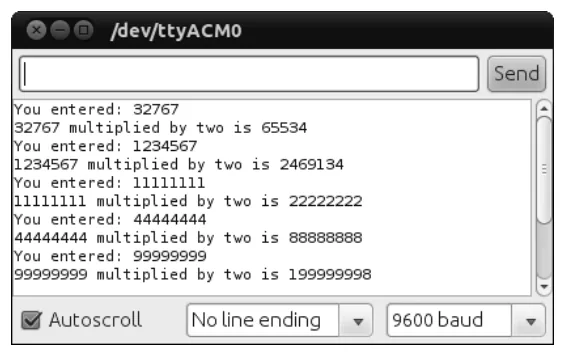 /dev/ttyACM0
Send
You entered: 32767
32767 multiplied by two is 65534
You entered: 1234567
1234567 multiplied by two is 2469134
You entered: 11111111
11111111 multiplied by two is 22222222
You entered: 44444444
44444444 multiplied by two is 88888888
You entered: 99999999
99999999 multiplied by two is 199999998
Autoscroll
No line ending
9600 baud